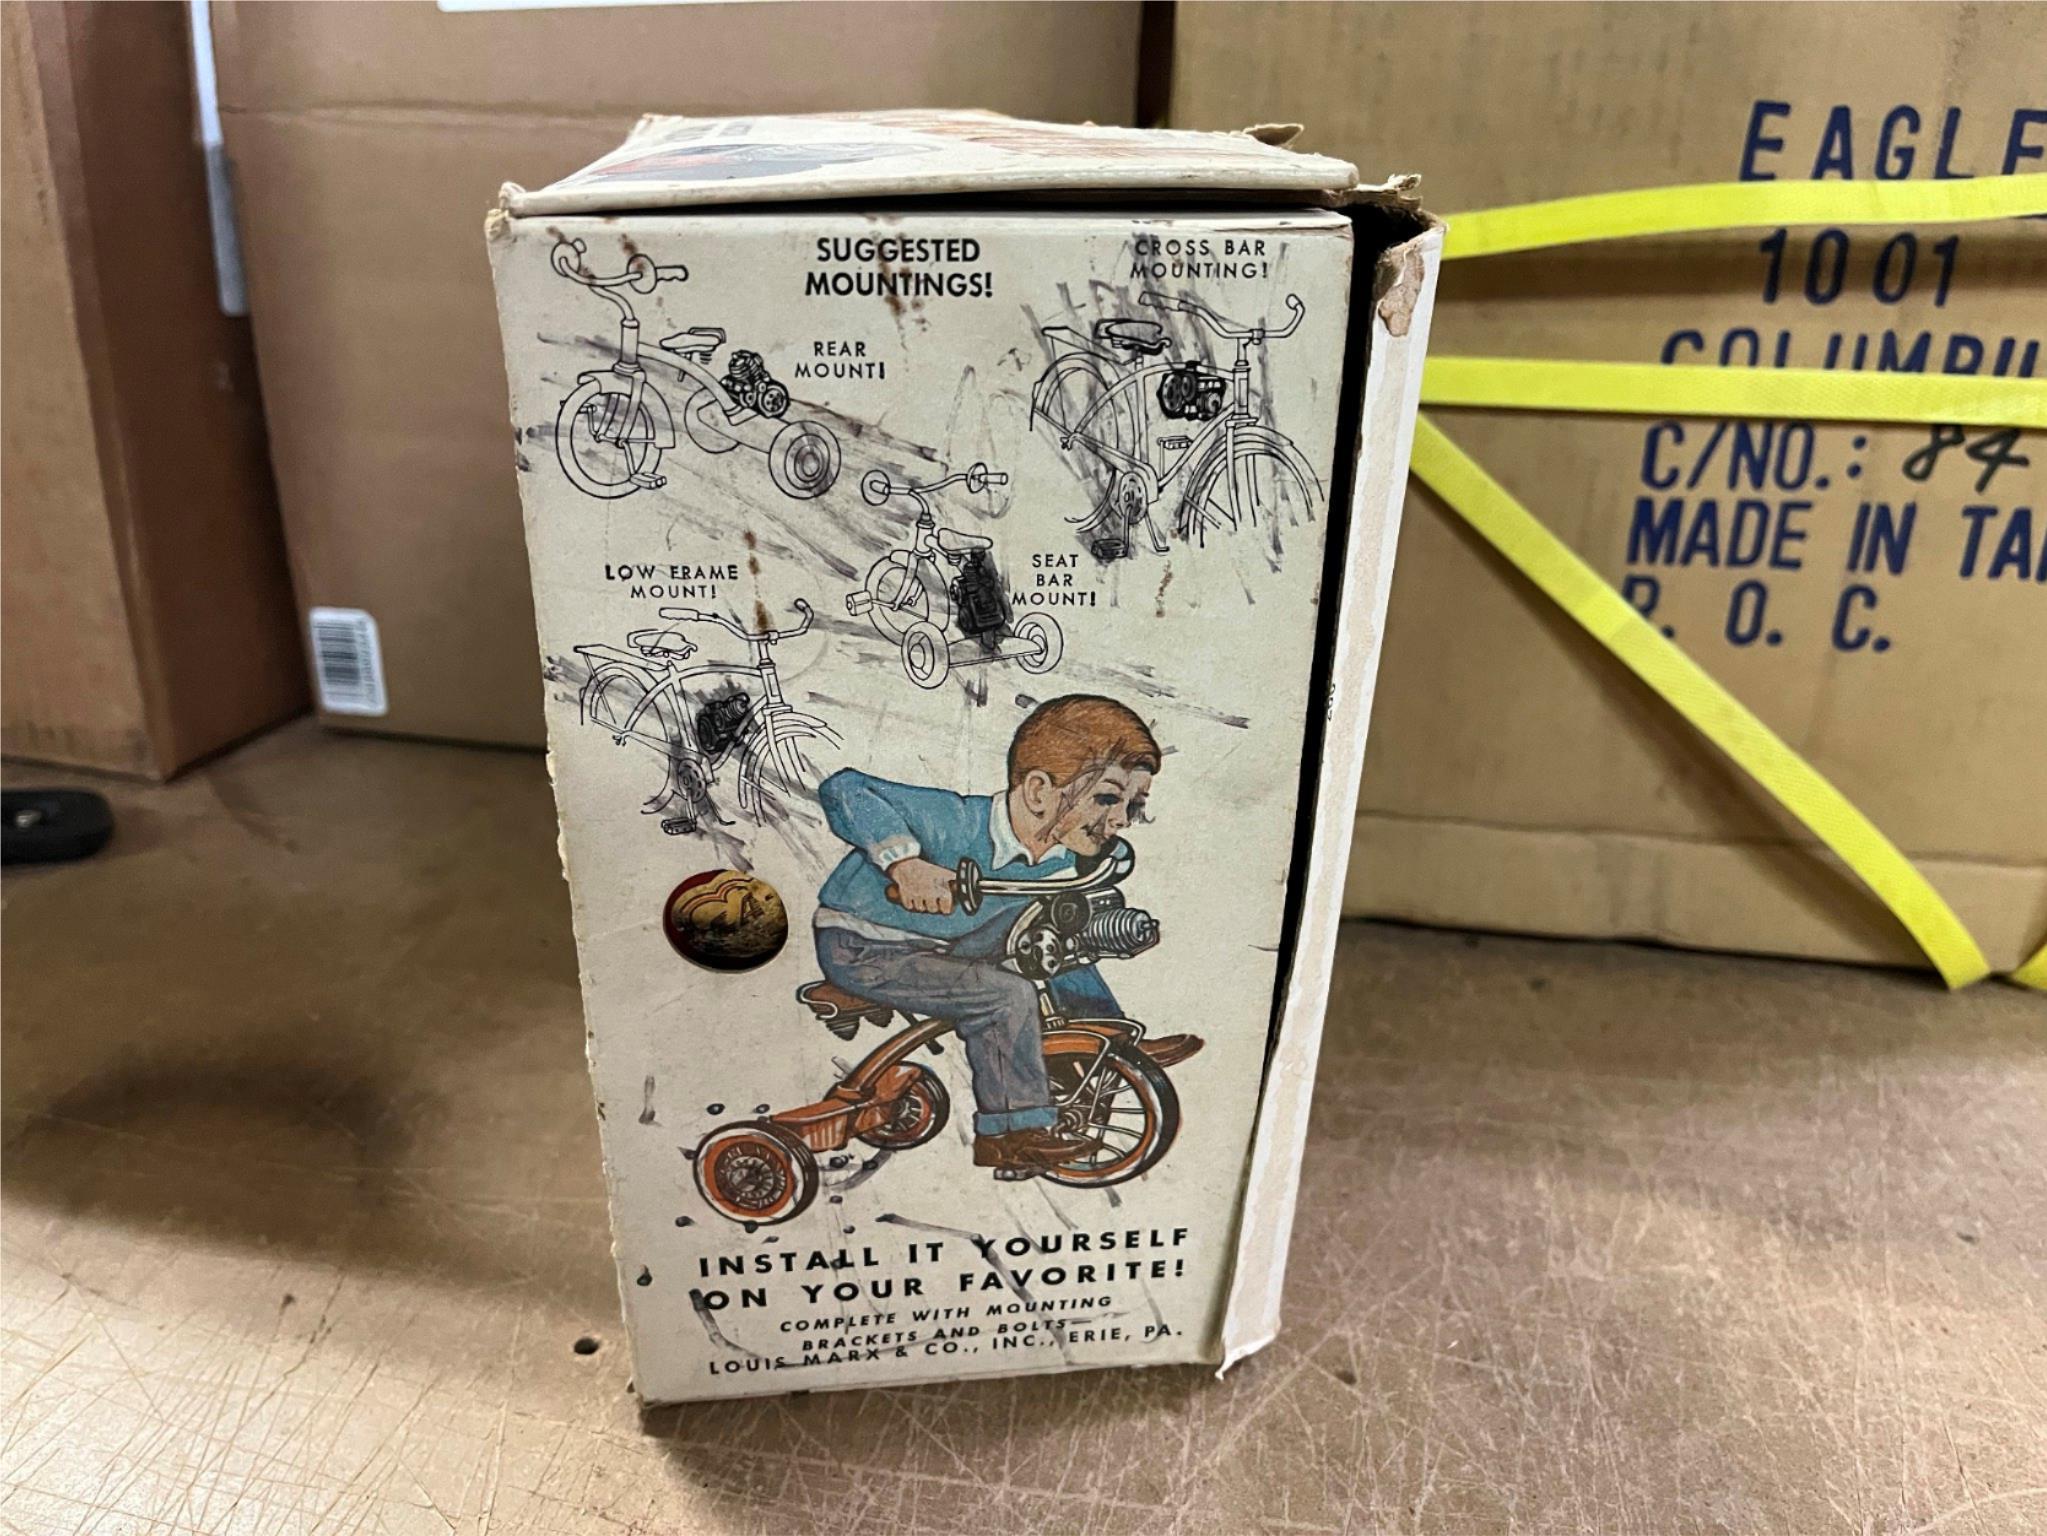 SUGGESTED
MOUNTINGS!
CROSS BAR
MOUNTING!
REAR
MOUNT!
LOW FRAME
MOUNT!
SEAT
BAR
MOUNT!
INSTALL IT YOURSELF
ON YOUR FAVORITE!
COMPLETE WITH MOUNTING
BRACKETS AND BOLTS—
LOUIS MARX & CO., INC., ERIE, PA.
EAGLE
1001
C/NO.: 84
MADE IN
R. O. C.